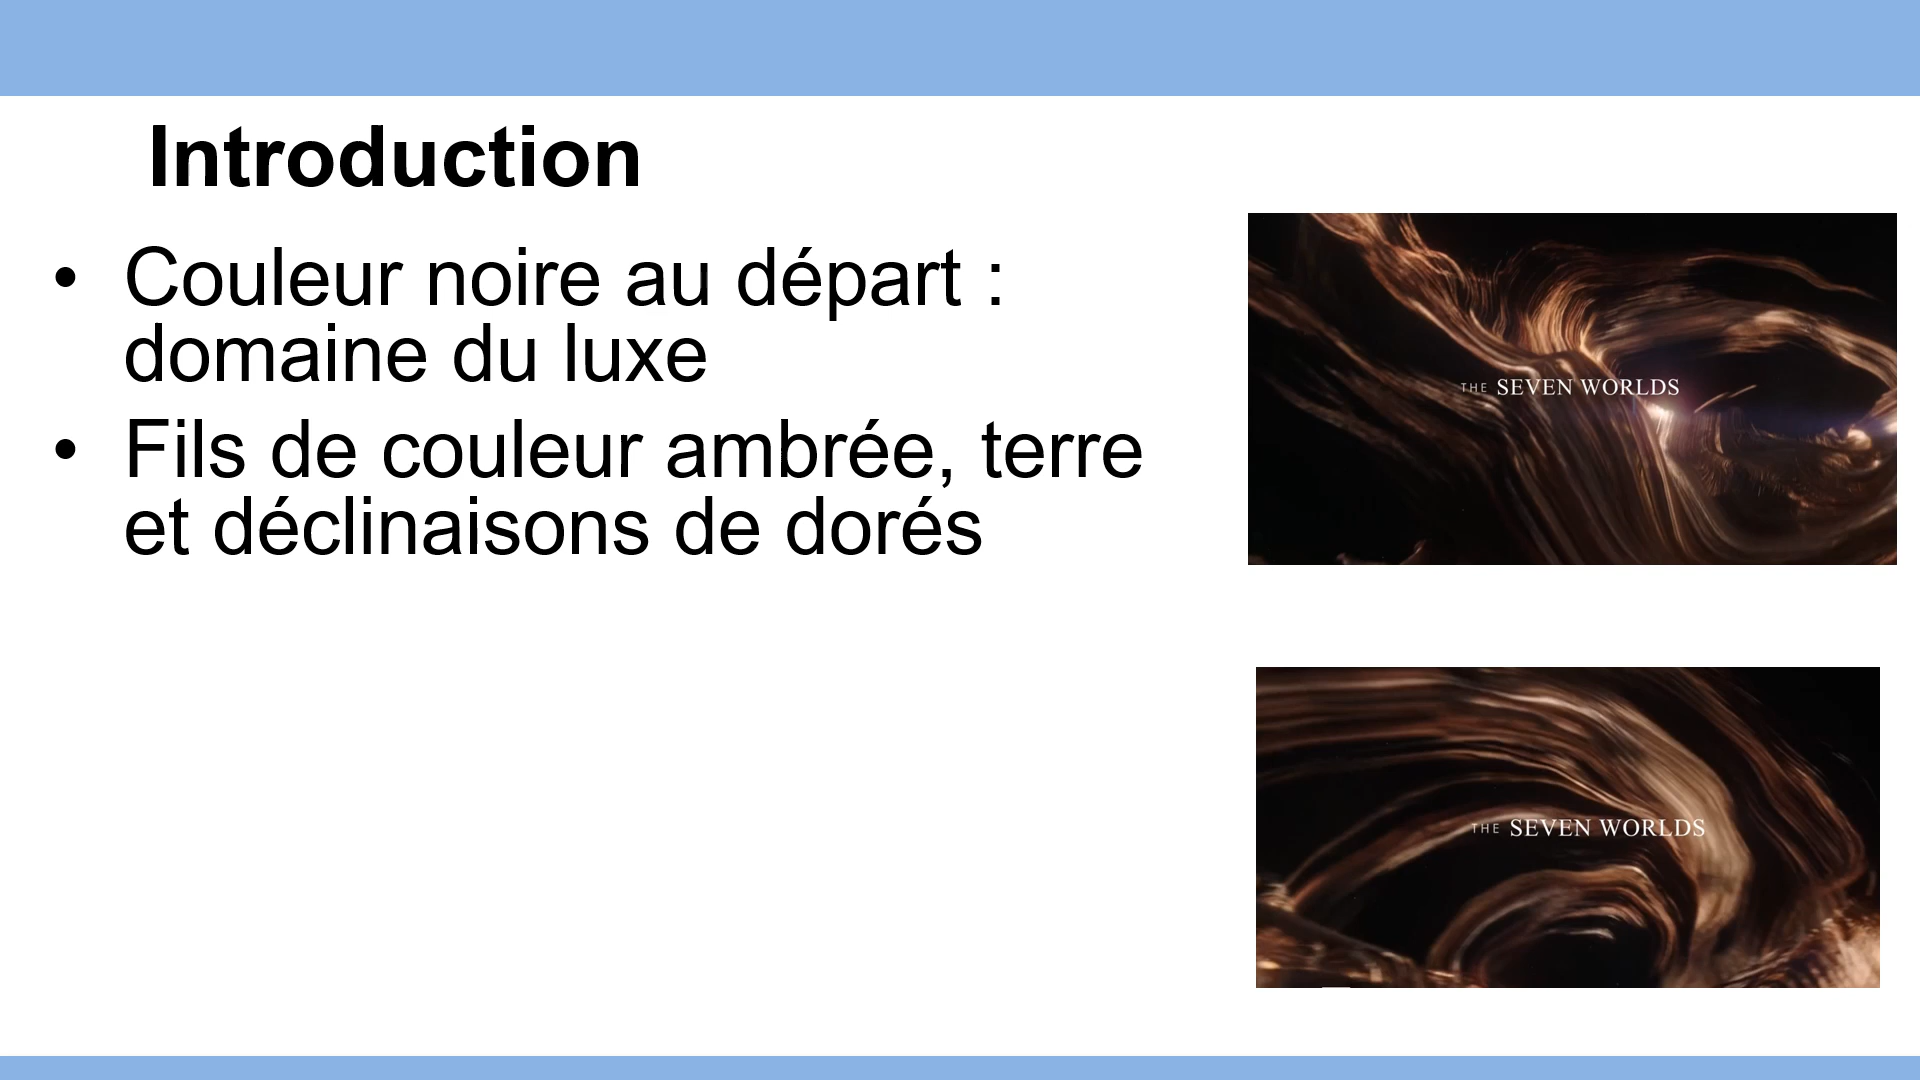 Introduction
• Couleur noire au départ :
domaine du luxe
• Fils de couleur ambrée, terre
et déclinaisons de dorés
THE SEVEN WORLDS
THE SEVEN WORLDS